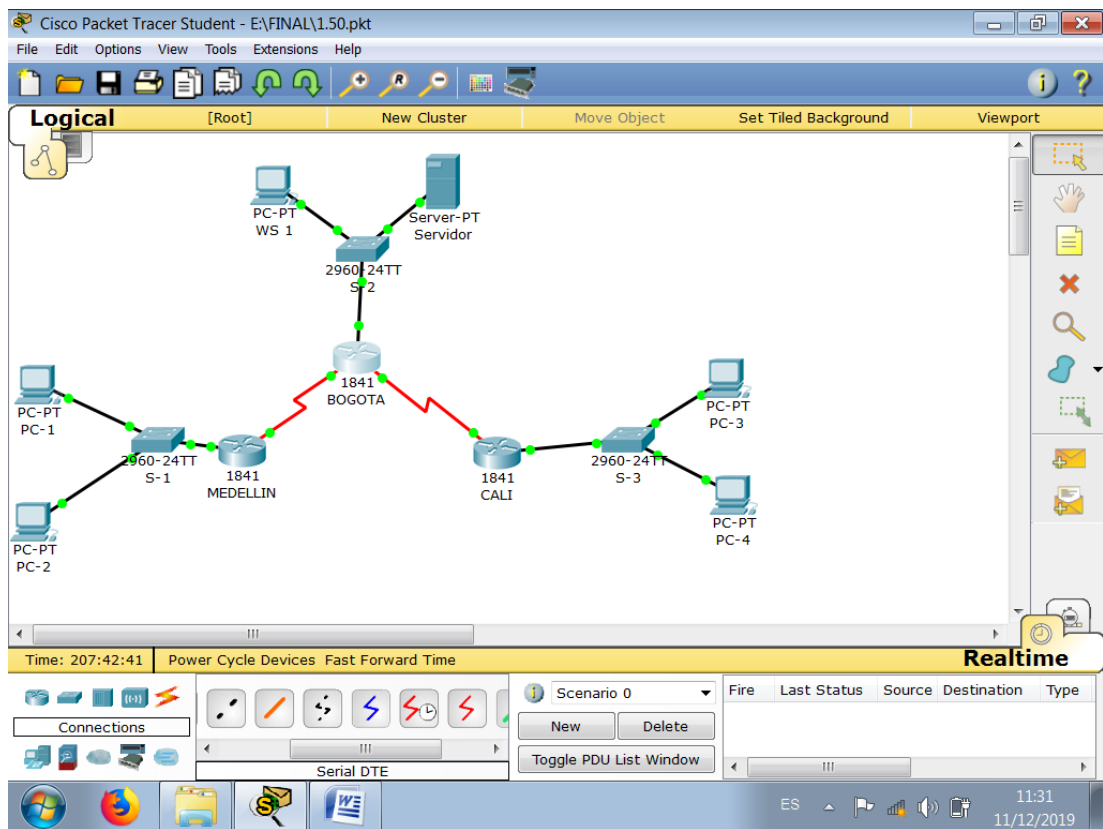 Cisco Packet Tracer Student - E:\FINAL\1.50.pkt
File Edit Options View Tools Extensions Help
Logical [Root] New Cluster Move Object Set Tiled Background Viewport
PC-PT
WS 1
Server-PT
Servidor
2960-24TT
S-2
1841
BOGOTA
PC-PT
PC-1
2960-24TT
S-1
1841
MEDELLIN
PC-PT
PC-2
1841
CALI
2960-24TT
S-3
PC-PT
PC-3
PC-PT
PC-4
Time: 207:42:41 Power Cycle Devices Fast Forward Time Realtime
Connections
Serial DTE
Scenario 0
New Delete
Toggle PDU List Window
Fire Last Status Source Destination Type
ES 11:31
11/12/2019